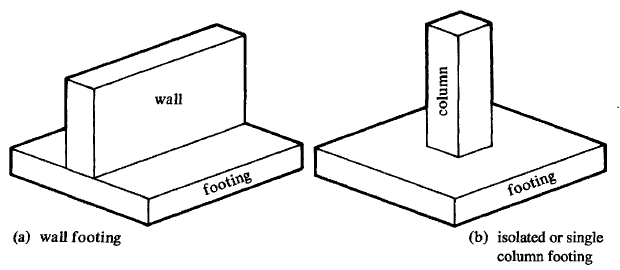 wall
footing
(a) wall footing
column
footing
(b) isolated or single
column footing